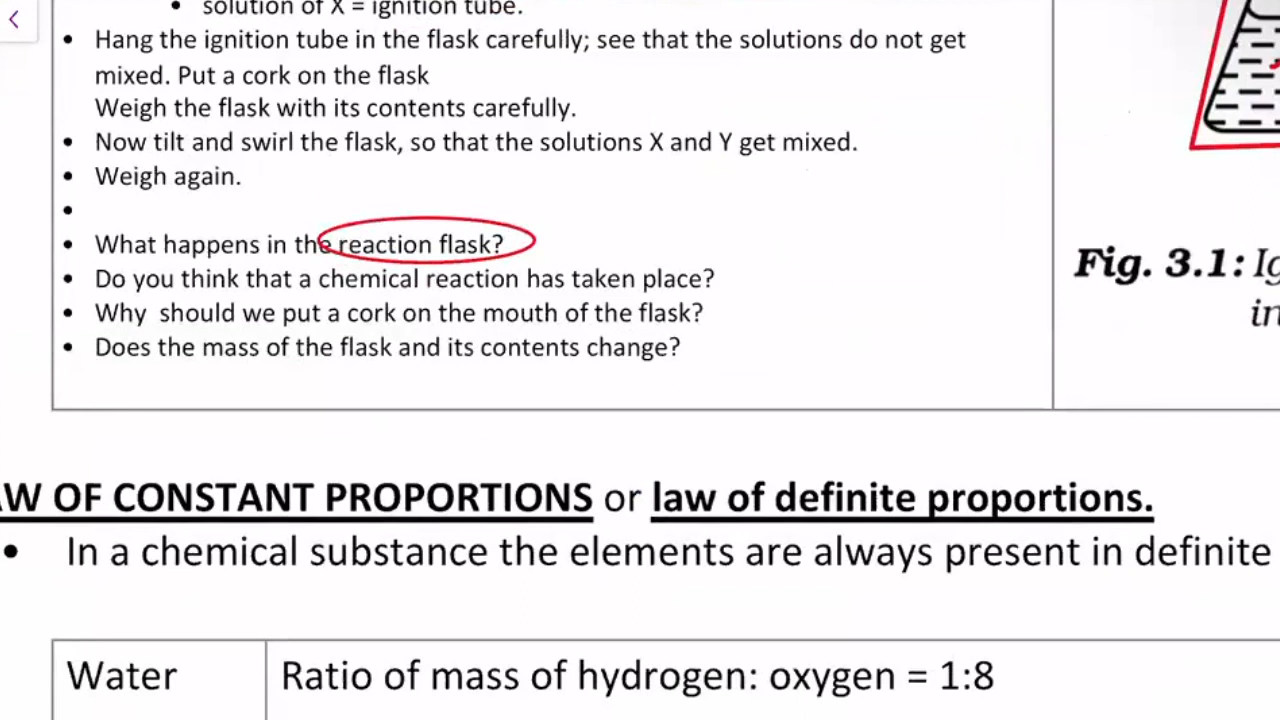 solution of X = ignition tube.
Hang the ignition tube in the flask carefully; see that the solutions do not get
mixed. Put a cork on the flask
Weigh the flask with its contents carefully.
Now tilt and swirl the flask, so that the solutions X and Y get mixed.
Weigh again.
What happens in the reaction flask?
Do you think that a chemical reaction has taken place?
Why should we put a cork on the mouth of the flask?
Does the mass of the flask and its contents change?
Fig. 3.1: Ig
in
AW OF CONSTANT PROPORTIONS or law of definite proportions.
In a chemical substance the elements are always present in definite
Water
Ratio of mass of hydrogen: oxygen = 1:8